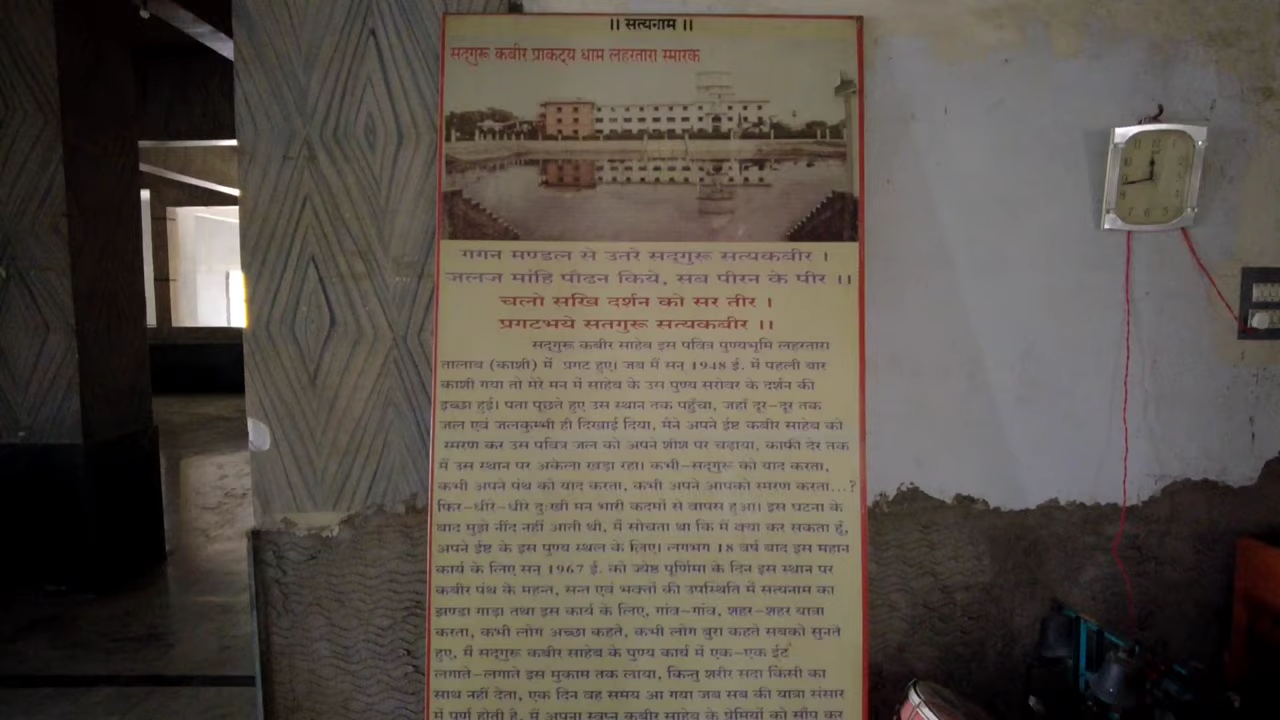 ।। सत्यनाम ।।
सद्गुरू कबीर प्राकट्य धाम लहरतारा स्मारक
गगन मण्डल से उतरे सद्गुरू सत्यकबीर ।
जलज मांहि पौढन किये, सब पीरन के पीर ।।
चलो सखि दर्शन को सर तीर ।
प्रगटभये सतगुरू सत्यकबीर ।।
सद्गुरू कबीर साहेब इस पवित्र पुण्यभूमि लहरतारा
तालाब (काशी) में प्रगट हुए। जब मैं सन् 1948 ई. में पहली बार
काशी गया तो मेरे मन में साहेब के उस पुण्य सरोवर के दर्शन की
इच्छा हुई। पता पूछते हुए उस स्थान तक पहुँचा, जहाँ दूर-दूर तक
जल एवं जलकुम्भी ही दिखाई दिया, मैंने अपने ईष्ट कबीर साहेब को
स्मरण कर उस पवित्र जल को अपने शीश पर चढ़ाया, काफी देर तक
मैं उस स्थान पर अकेला खड़ा रहा। कभी-सद्गुरू को याद करता,
कभी अपने पंथ को याद करता, कभी अपने आपको स्मरण करता...?
फिर-धीरे-धीरे दुःखी मन भारी कदमों से वापस हुआ। इस घटना के
बाद मुझे नींद नहीं आती थी, मैं सोचता था कि मैं क्या कर सकता हूँ,
अपने ईष्ट के इस पुण्य स्थल के लिए। लगभग 18 वर्ष बाद इस महान
कार्य के लिए सन् 1967 ई. को ज्येष्ठ पूर्णिमा के दिन इस स्थान पर
कबीर पंथ के महन्त, सन्त एवं भक्तों की उपस्थिति में सत्यनाम का
झण्डा गाड़ा तथा इस कार्य के लिए, गांव-गांव, शहर-शहर यात्रा
करता, कभी लोग अच्छा कहते, कभी लोग बुरा कहते सबको सुनते
हुए, मैं सद्गुरू कबीर साहेब के पुण्य कार्य में एक-एक ईंट
लगाते-लगाते इस मुकाम तक लाया, किन्तु शरीर सदा किसी का
साथ नहीं देता, एक दिन वह समय आ गया जब सब की यात्रा संसार
में पूर्ण होती है, मैं अपना स्वप्न कबीर साहेब के प्रेमियों को सौंप कर